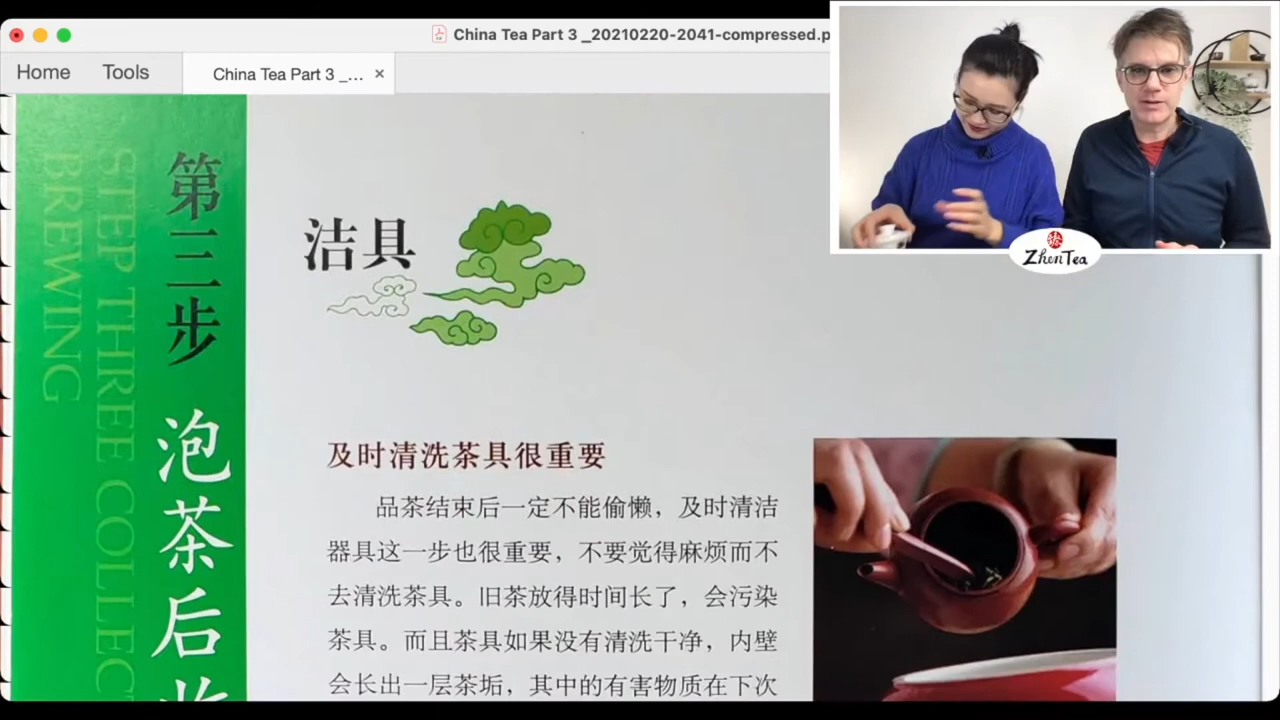 China Tea Part 3 _20210220-2041-compressed.p
Home
Tools
China Tea Part 3 _...
Zhen Tea
第三步
泡茶后
STEP THREE COLLECT
BREWING
洁具
及时清洗茶具很重要
品茶结束后一定不能偷懒，及时清洁
器具这一步也很重要，不要觉得麻烦而不
去清洗茶具。旧茶放得时间长了，会污染
茶具。而且茶具如果没有清洗干净，内壁
会长出一层茶垢，其中的有害物质在下次